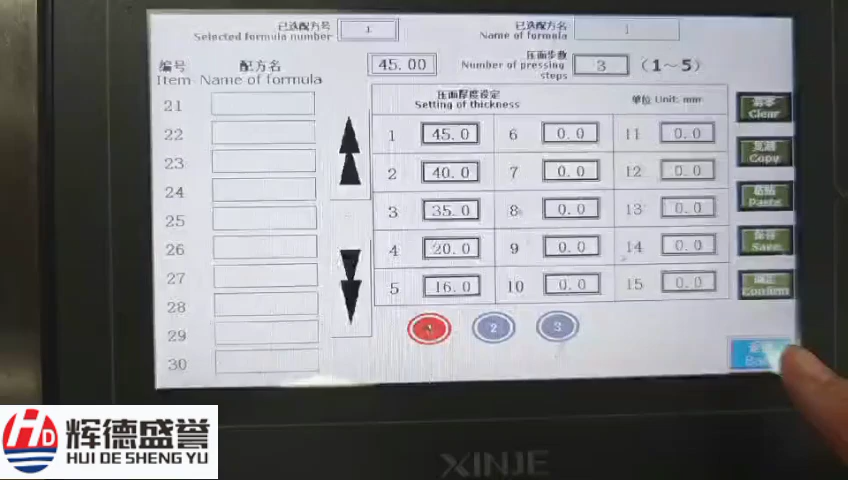 已选配方号
Selected formula number
1
已选配方名
Name of formula
1
编号 配方名
Item Name of formula
45.00
压面步数
Number of pressing steps
3
(1~5)
压面厚度设定
Setting of thickness
单位 Unit: mm
21
22
23
24
25
26
27
28
29
30
1 45.0 6 0.0 11 0.0
2 40.0 7 0.0 12 0.0
3 35.0 8 0.0 13 0.0
4 20.0 9 0.0 14 0.0
5 16.0 10 0.0 15 0.0
2 3
清零
Clear
复制
Copy
粘贴
Paste
保存
Save
确定
Confirm
XINJE
HD
辉德盛誉
HUI DE SHENG YU